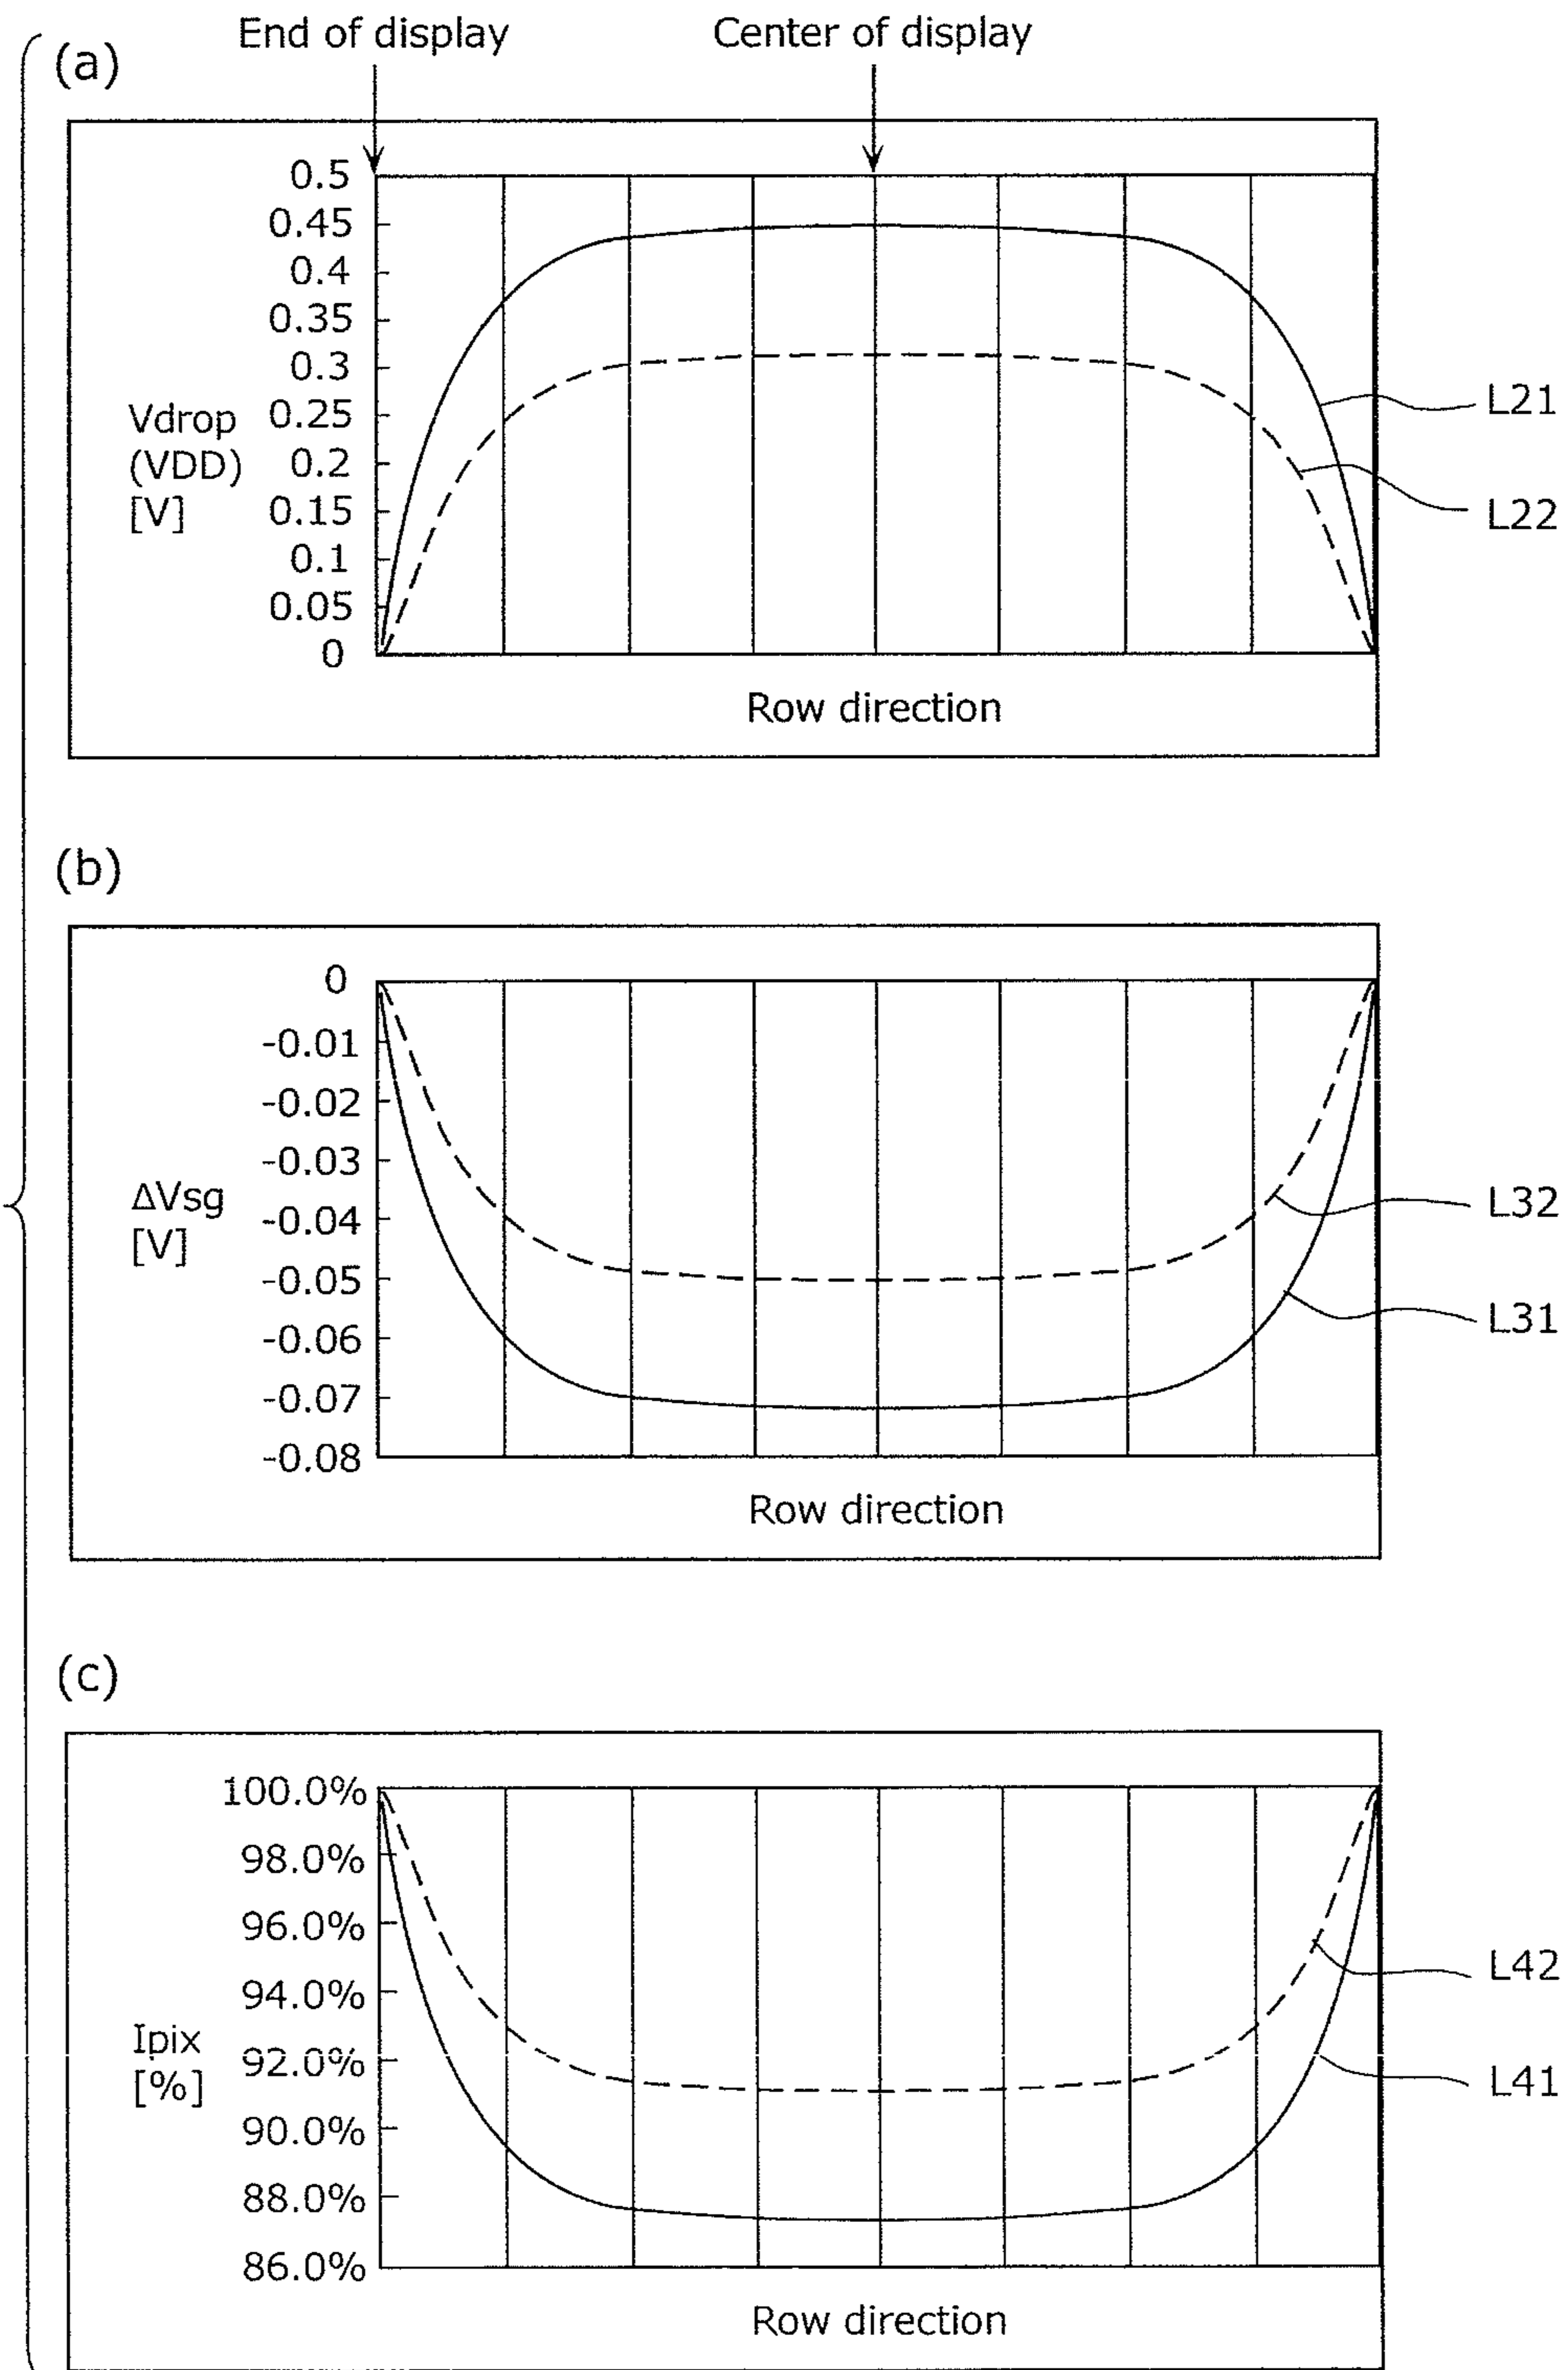 (a)
End of display
Center of display
0.5
0.45
0.4
0.35
0.3
0.25
0.2
0.15
0.1
0.05
0
Vdrop
(VDD)
[V]
L21
L22
Row direction
(b)
0
-0.01
-0.02
-0.03
-0.04
-0.05
-0.06
-0.07
-0.08
ΔVsg
[V]
L32
L31
Row direction
(c)
100.0%
98.0%
96.0%
94.0%
92.0%
90.0%
88.0%
86.0%
Ipix
[%]
L42
L41
Row direction